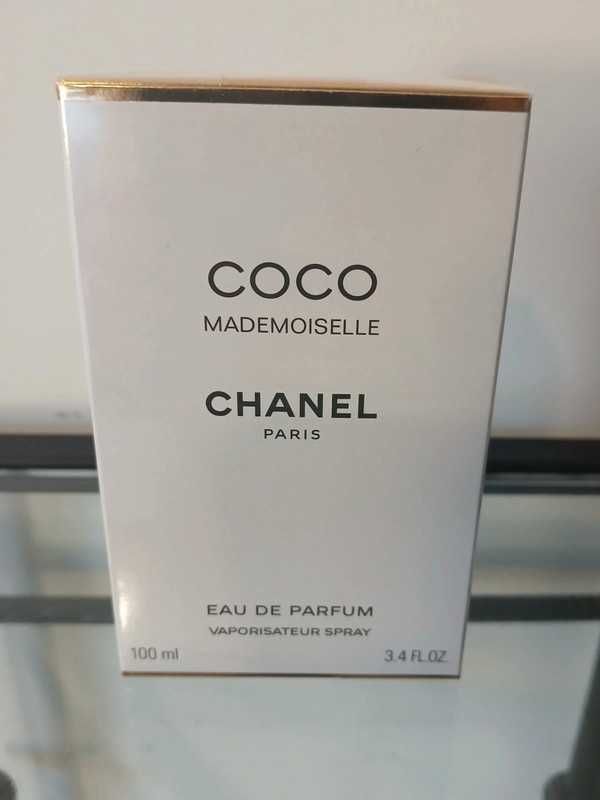 COCO
MADEMOISELLE
CHANEL
PARIS
EAU DE PARFUM
VAPORISATEUR SPRAY
100 ml 3.4 FL.OZ.